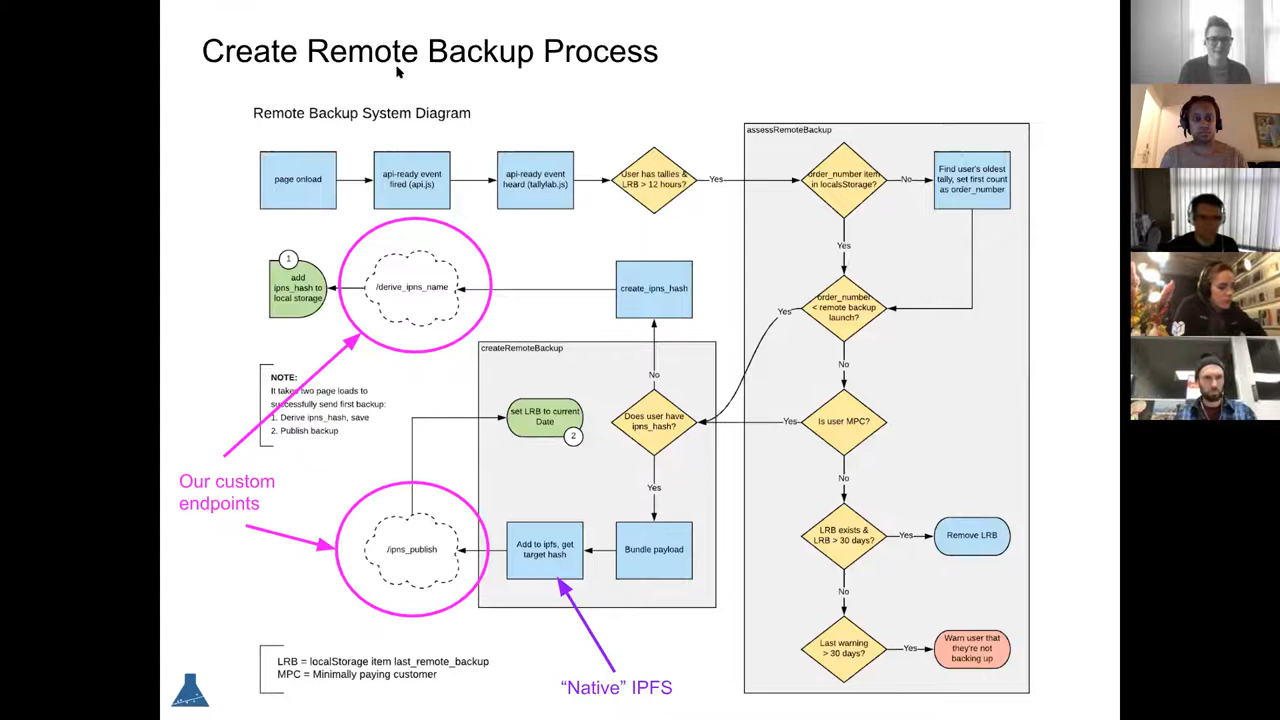 Create Remote Backup Process
Remote Backup System Diagram
page onload
api-ready event
fired (api.js)
api-ready event
heard (tallylab.js)
User has tallies &
LRB > 12 hours?
Yes
assessRemoteBackup
order_number item
in localStorage?
No
Find user's oldest
tally, set first count
as order_number
Yes
1
add
ipns_hash to
local storage
/derive_ipns_name
create_ipns_hash
order_number
< remote backup
launch?
Yes
No
NOTE:
It takes two page loads to
successfully send first backup:
1. Derive ipns_hash, save
2. Publish backup
createRemoteBackup
No
set LRB to current
Date
2
Does user have
ipns_hash?
Yes
Is user MPC?
No
Our custom
endpoints
Yes
/ipns_publish
Add to ipfs, get
target hash
Bundle payload
LRB exists &
LRB > 30 days?
Yes
Remove LRB
No
Last warning
> 30 days?
Yes
Warn user that
they're not
backing up
LRB = localStorage item last_remote_backup
MPC = Minimally paying customer
“Native” IPFS